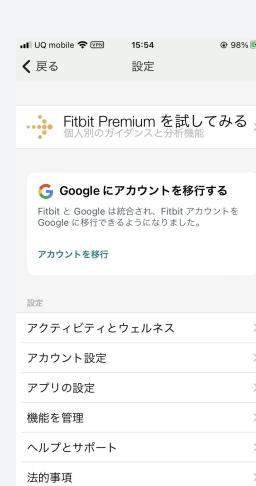 UQ mobile VPN 15:54 98%
戻る 設定
Fitbit Premium を試してみる
個人別のガイダンスと分析機能
Google にアカウントを移行する
Fitbit と Google は統合され、Fitbit アカウントを
Google に移行できるようになりました。
アカウントを移行
設定
アクティビティとウェルネス
アカウント設定
アプリの設定
機能を管理
ヘルプとサポート
法的事項